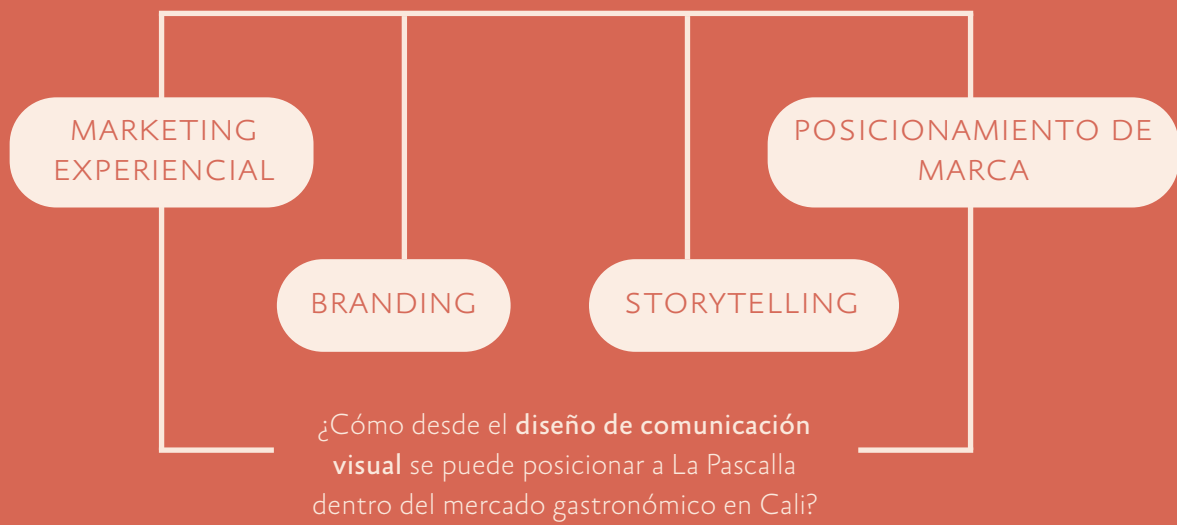 MARKETING
EXPERIENCIAL
POSICIONAMIENTO DE
MARCA
BRANDING
STORYTELLING
¿Cómo desde el diseño de comunicación
visual se puede posicionar a La Pascalla
dentro del mercado gastronómico en Cali?